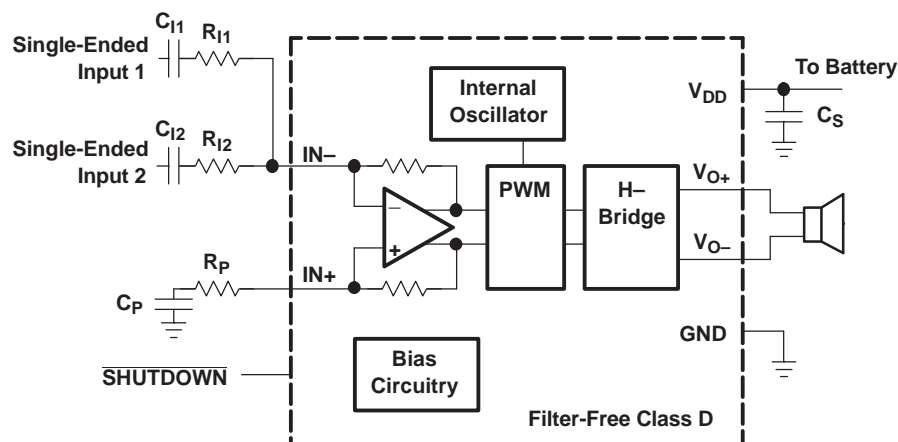 C_I1
R_I1
Single-Ended
Input 1
C_I2
R_I2
Single-Ended
Input 2
IN−
Internal
Oscillator
V_DD
To Battery
C_S
−
+
PWM
H−
Bridge
V_O+
V_O−
R_P
IN+
C_P
SHUTDOWN
Bias
Circuitry
GND
Filter-Free Class D